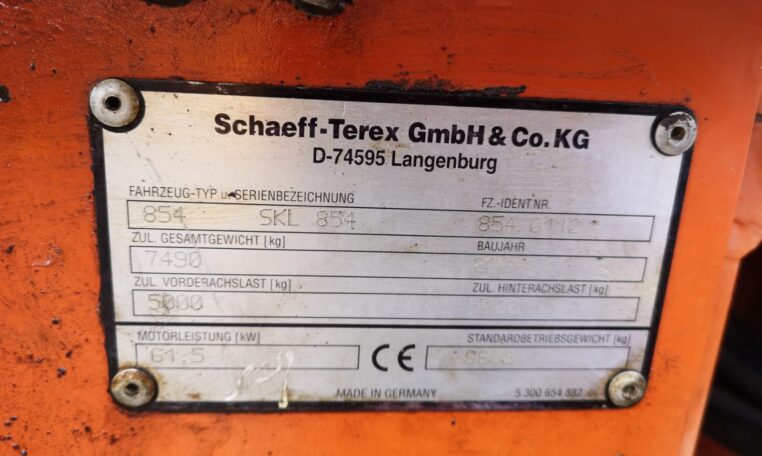 Schaeff-Terex GmbH & Co. KG
D-74595 Langenburg
FAHRZEUG-TYP u. SERIENBEZEICHNUNG FZ.-IDENT.NR.
854 SKL 854
ZUL. GESAMTGEWICHT [kg] BAUJAHR
7490
ZUL. VORDERACHSLAST [kg] ZUL. HINTERACHSLAST [kg]
5000
MOTORLEISTUNG [kW] STANDARDBETRIEBSGEWICHT [kg]
61.5 CE
MADE IN GERMANY 5 300 654 882